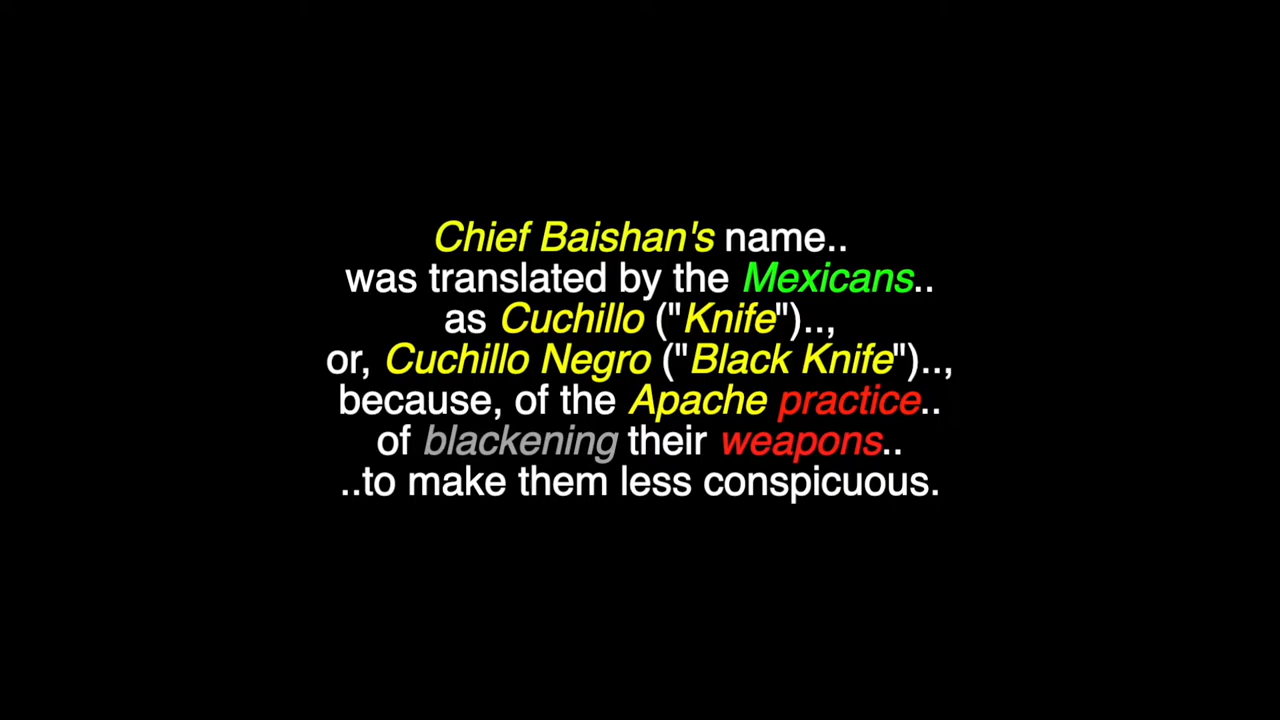 Chief Baishan's name..
was translated by the Mexicans..
as Cuchillo ("Knife")..,
or, Cuchillo Negro ("Black Knife")..,
because, of the Apache practice..
of blackening their weapons..
..to make them less conspicuous.